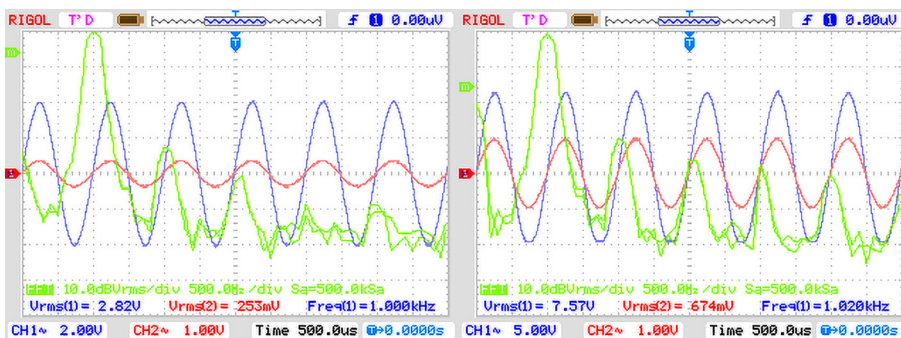 RIGOL T'D 1 0.00uV
T
m
1
FFT 10.0dBVrms/div 500.0Hz/div Sa=500.0kSa
Vrms(1)= 2.82V Vrms(2)= 253mV Freq(1)=1.000kHz
CH1~ 2.00V CH2~ 1.00V Time 500.0us T→0.0000s
RIGOL T'D 1 0.00uV
T
m
1
FFT 10.0dBVrms/div 500.0Hz/div Sa=500.0kSa
Vrms(1)= 7.57V Vrms(2)= 674mV Freq(1)=1.020kHz
CH1~ 5.00V CH2~ 1.00V Time 500.0us T→0.0000s